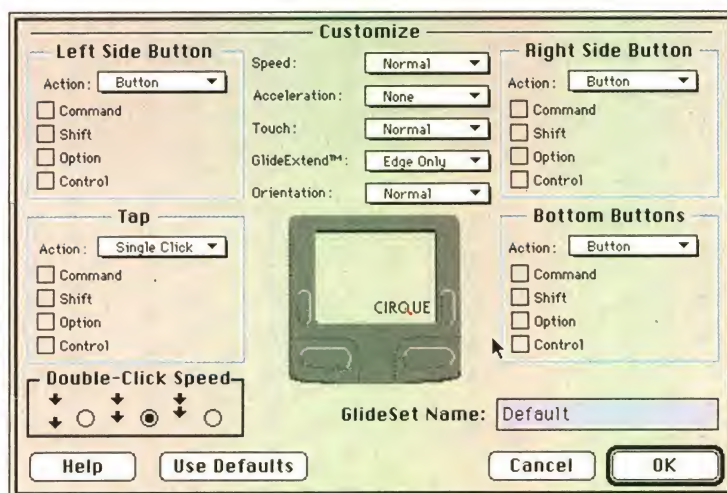 Customize
Left Side Button
Action: Button
Command
Shift
Option
Control
Speed: Normal
Acceleration: None
Touch: Normal
GlideExtend™: Edge Only
Orientation: Normal
Right Side Button
Action: Button
Command
Shift
Option
Control
Tap
Action: Single Click
Command
Shift
Option
Control
CIRQUE
Bottom Buttons
Action: Button
Command
Shift
Option
Control
Double-Click Speed
GlideSet Name: Default
Help
Use Defaults
Cancel
OK